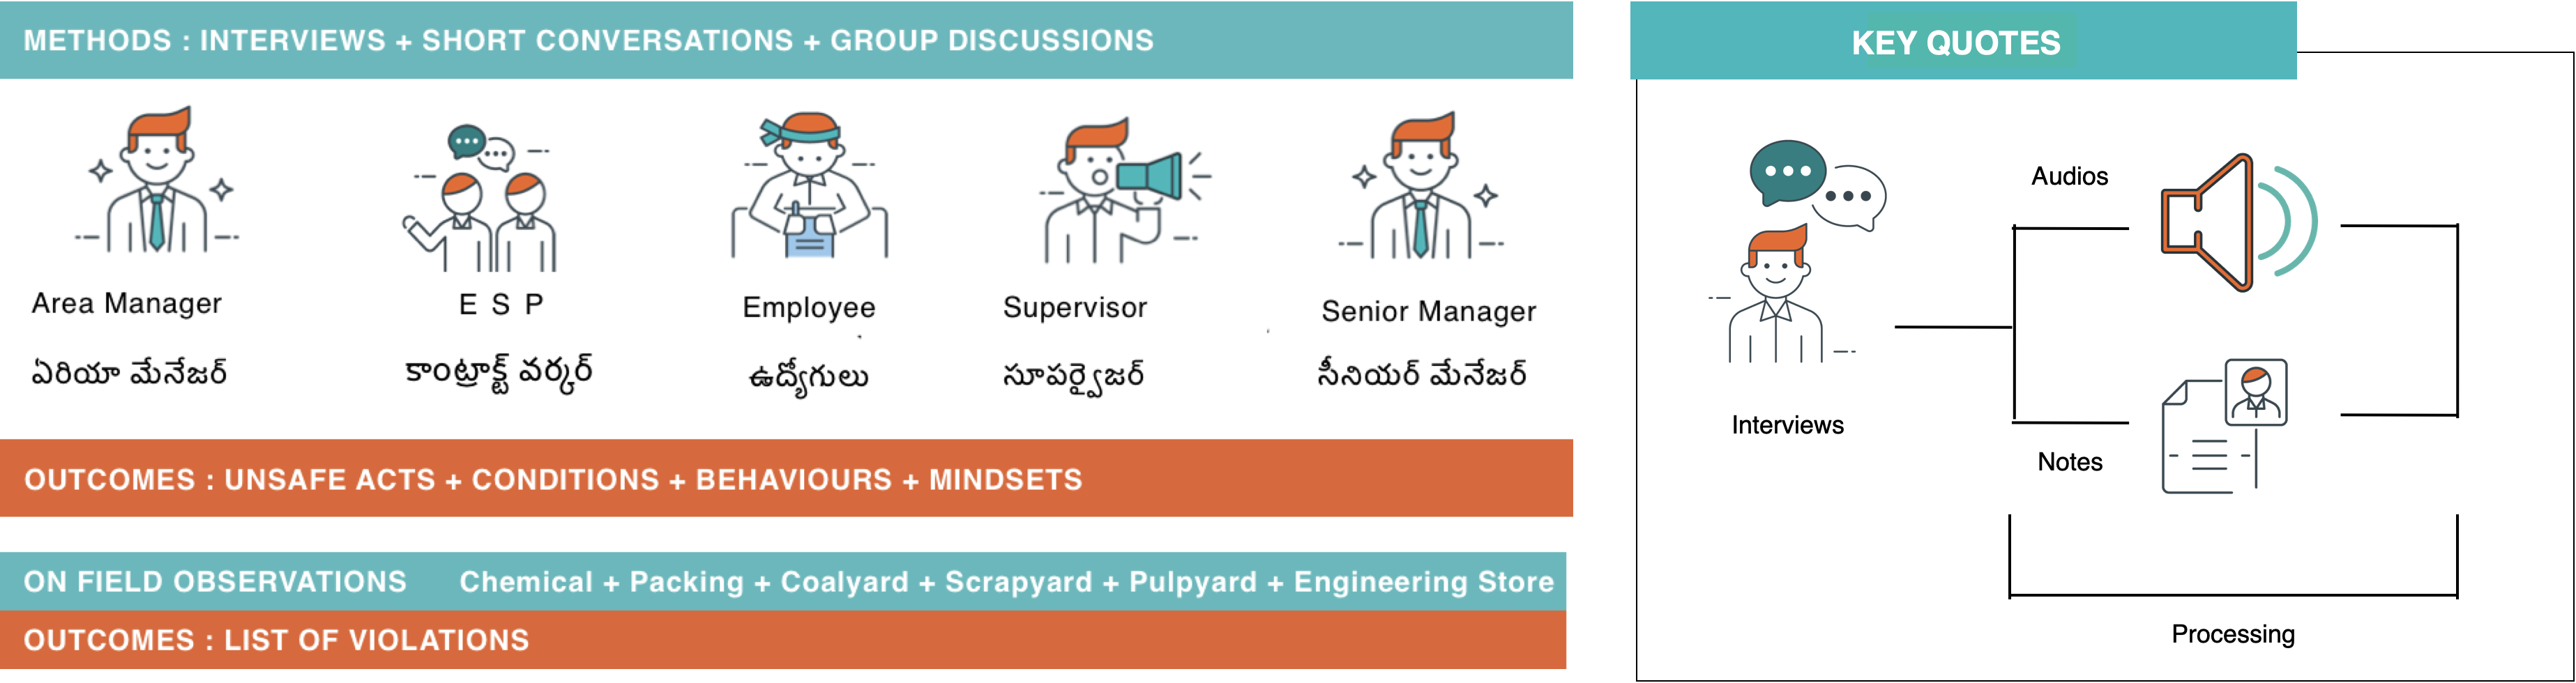 METHODS : INTERVIEWS + SHORT CONVERSATIONS + GROUP DISCUSSIONS
Area Manager
E S P
Employee
Supervisor
Senior Manager
ఏరియా మేనేజర్
కాంట్రాక్ట్ వర్కర్
ఉద్యోగులు
సూపర్వైజర్
సీనియర్ మేనేజర్
OUTCOMES : UNSAFE ACTS + CONDITIONS + BEHAVIOURS + MINDSETS
ON FIELD OBSERVATIONS Chemical + Packing + Coalyard + Scrapyard + Pulpyard + Engineering Store
OUTCOMES : LIST OF VIOLATIONS
KEY QUOTES
Audios
Interviews
Notes
Processing